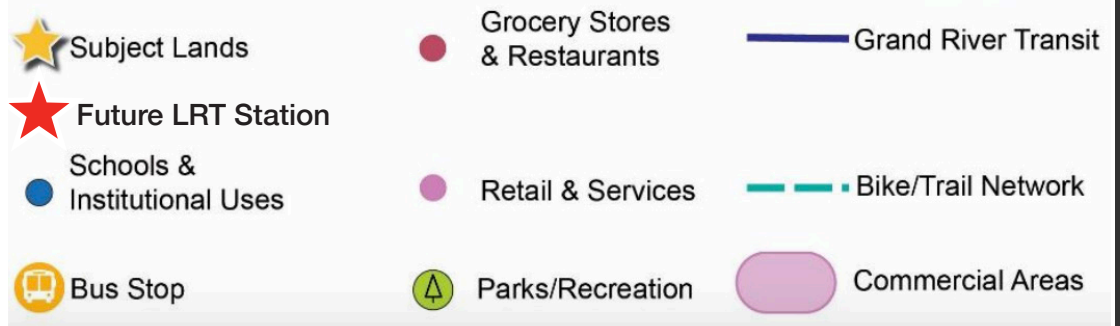 Subject Lands
Grocery Stores
& Restaurants
Grand River Transit
Future LRT Station
Schools &
Institutional Uses
Retail & Services
Bike/Trail Network
Bus Stop
Parks/Recreation
Commercial Areas